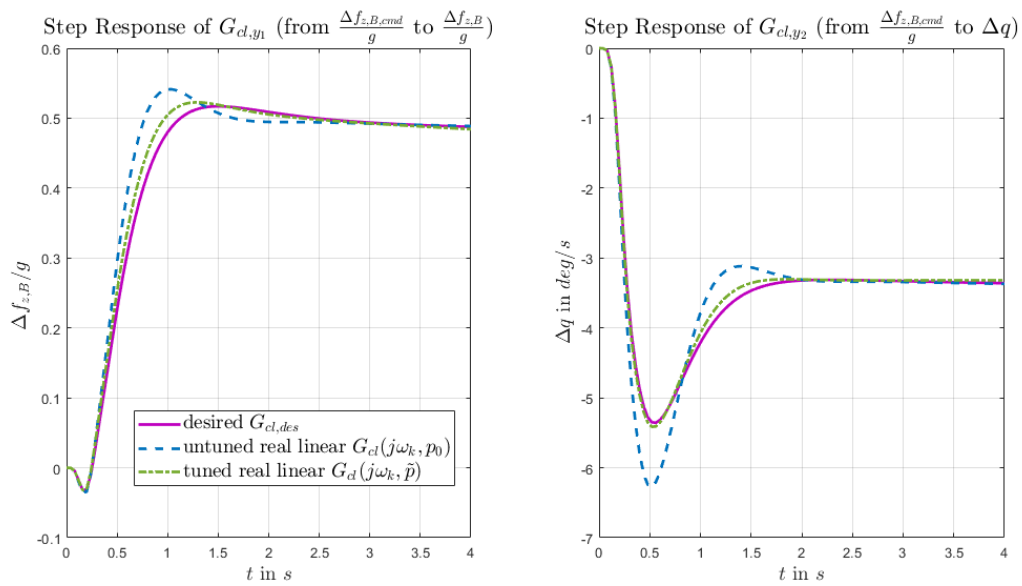 Step Response of G_{cl,y_1} (from \frac{Δf_{z,B,cmd}}{g} to \frac{Δf_{z,B}}{g})
0.6
0.5
0.4
0.3
0.2
0.1
0
-0.1
Δf_{z,B}/g
desired G_{cl,des}
untuned real linear G_{cl}(jω_k, p_0)
tuned real linear G_{cl}(jω_k, p̃)
0 0.5 1 1.5 2 2.5 3 3.5 4
t in s
Step Response of G_{cl,y_2} (from \frac{Δf_{z,B,cmd}}{g} to Δq)
0
-1
-2
-3
-4
-5
-6
-7
Δq in deg/s
0 0.5 1 1.5 2 2.5 3 3.5 4
t in s